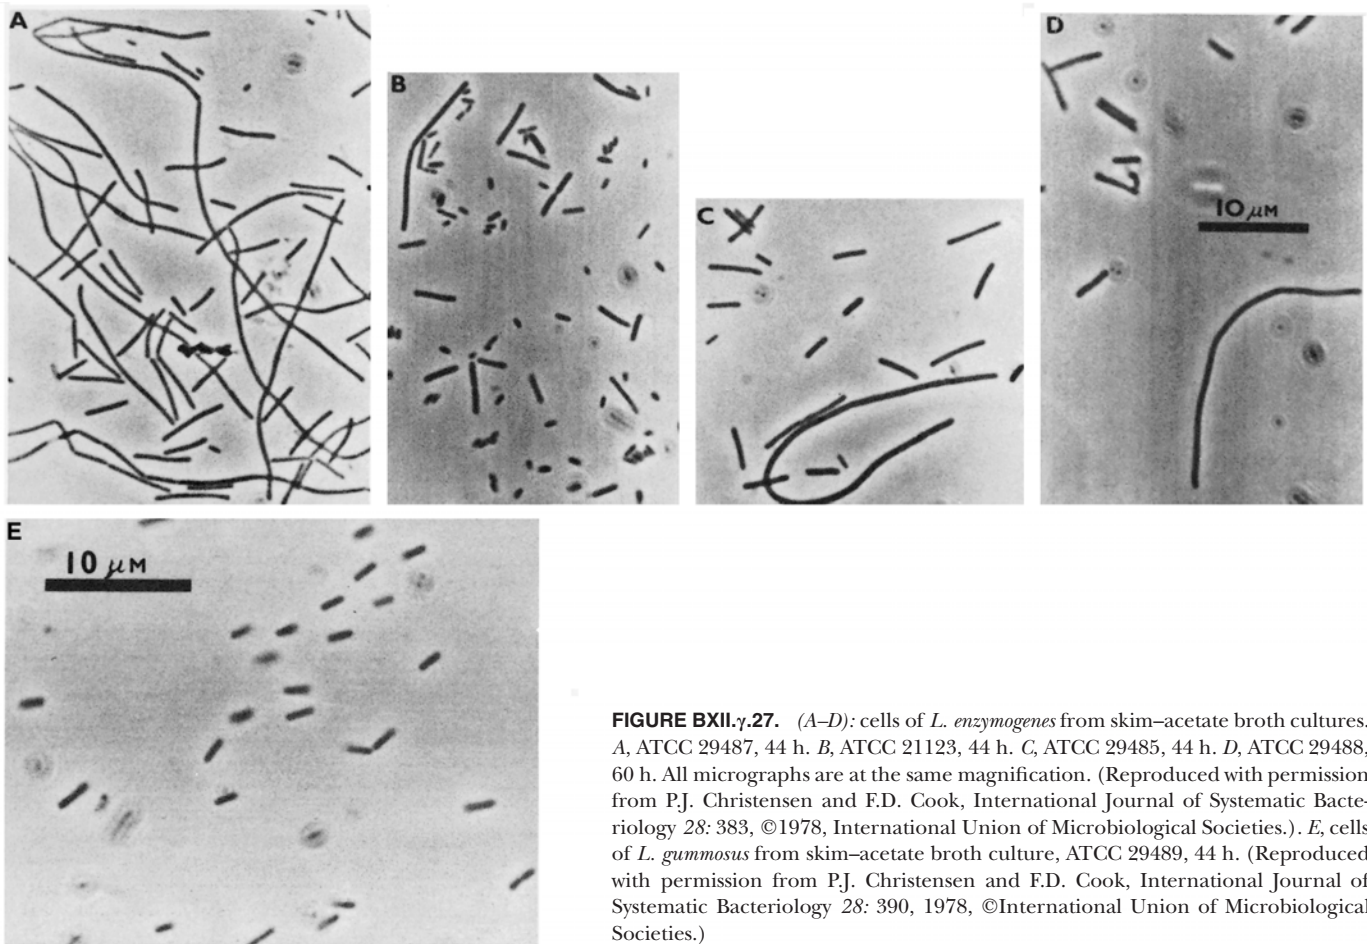 A
B
C
D
10 μM
E
10 μM
FIGURE BXII.γ.27. (A–D): cells of L. enzymogenes from skim–acetate broth cultures.
A, ATCC 29487, 44 h. B, ATCC 21123, 44 h. C, ATCC 29485, 44 h. D, ATCC 29488,
60 h. All micrographs are at the same magnification. (Reproduced with permission
from P.J. Christensen and F.D. Cook, International Journal of Systematic Bacte-
riology 28: 383, ©1978, International Union of Microbiological Societies.). E, cells
of L. gummosus from skim–acetate broth culture, ATCC 29489, 44 h. (Reproduced
with permission from P.J. Christensen and F.D. Cook, International Journal of
Systematic Bacteriology 28: 390, 1978, ©International Union of Microbiological
Societies.)